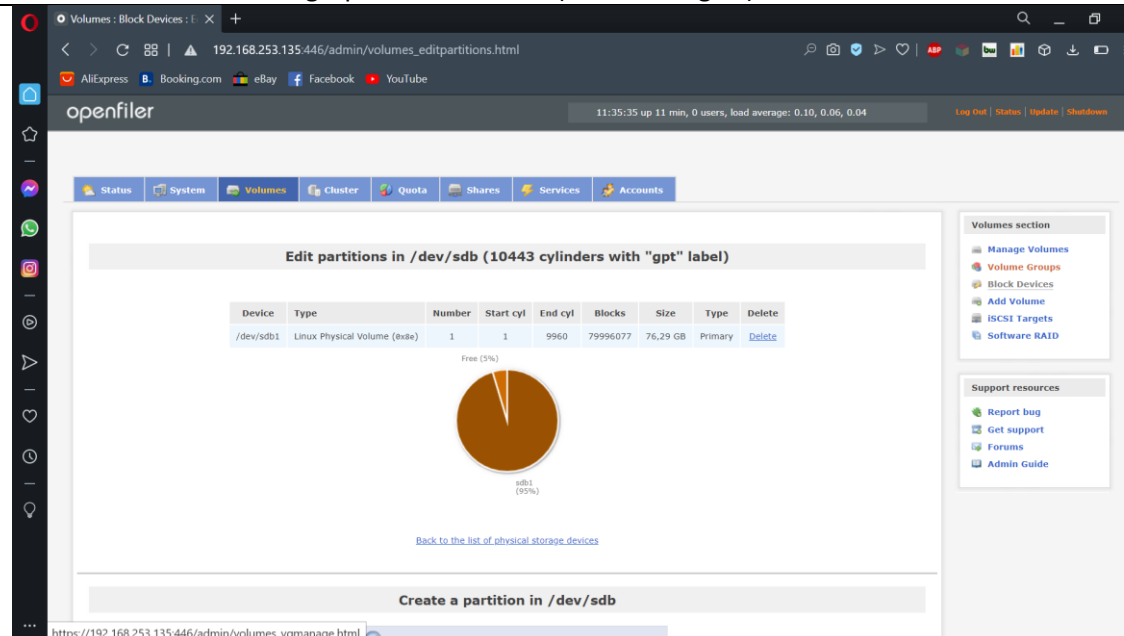 Volumes : Block Devices : E
192.168.253.135:446/admin/volumes_editpartitions.html
ABP
bw
AliExpress B. Booking.com eBay Facebook YouTube
openfiler
11:35:35 up 11 min, 0 users, load average: 0.10, 0.06, 0.04
Log Out | Status | Update | Shutdown
Status System Volumes Cluster Quota Shares Services Accounts
Edit partitions in /dev/sdb (10443 cylinders with "gpt" label)
Device Type Number Start cyl End cyl Blocks Size Type Delete
/dev/sdb1 Linux Physical Volume (0x8e) 1 1 9960 79996077 76,29 GB Primary Delete
Free (5%)
sdb1
(95%)
Back to the list of physical storage devices
Create a partition in /dev/sdb
Volumes section
Manage Volumes
Volume Groups
Block Devices
Add Volume
iSCSI Targets
Software RAID
Support resources
Report bug
Get support
Forums
Admin Guide
https://192.168.253.135:446/admin/volumes_vgmanage.html